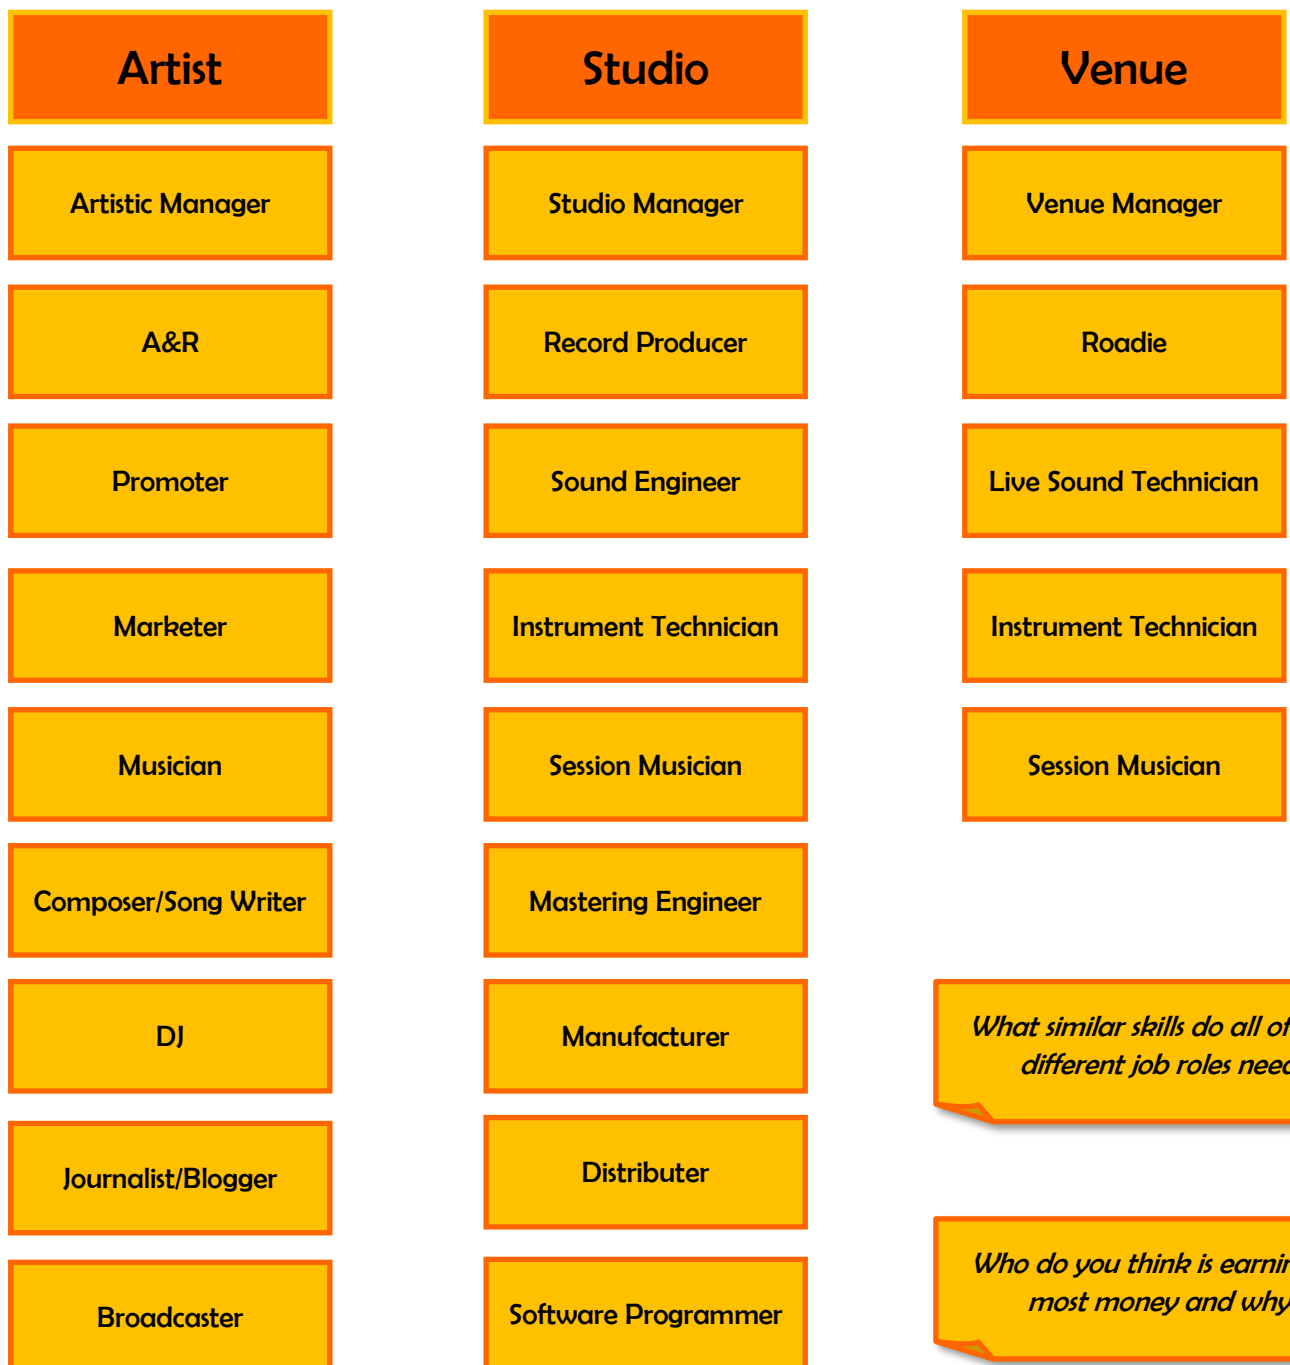 Artist
Artistic Manager
A&R
Promoter
Marketer
Musician
Composer/Song Writer
DJ
Journalist/Blogger
Broadcaster
Studio
Studio Manager
Record Producer
Sound Engineer
Instrument Technician
Session Musician
Mastering Engineer
Manufacturer
Distributer
Software Programmer
Venue
Venue Manager
Roadie
Live Sound Technician
Instrument Technician
Session Musician
What similar skills do all of
different job roles need
Who do you think is earnin
most money and why